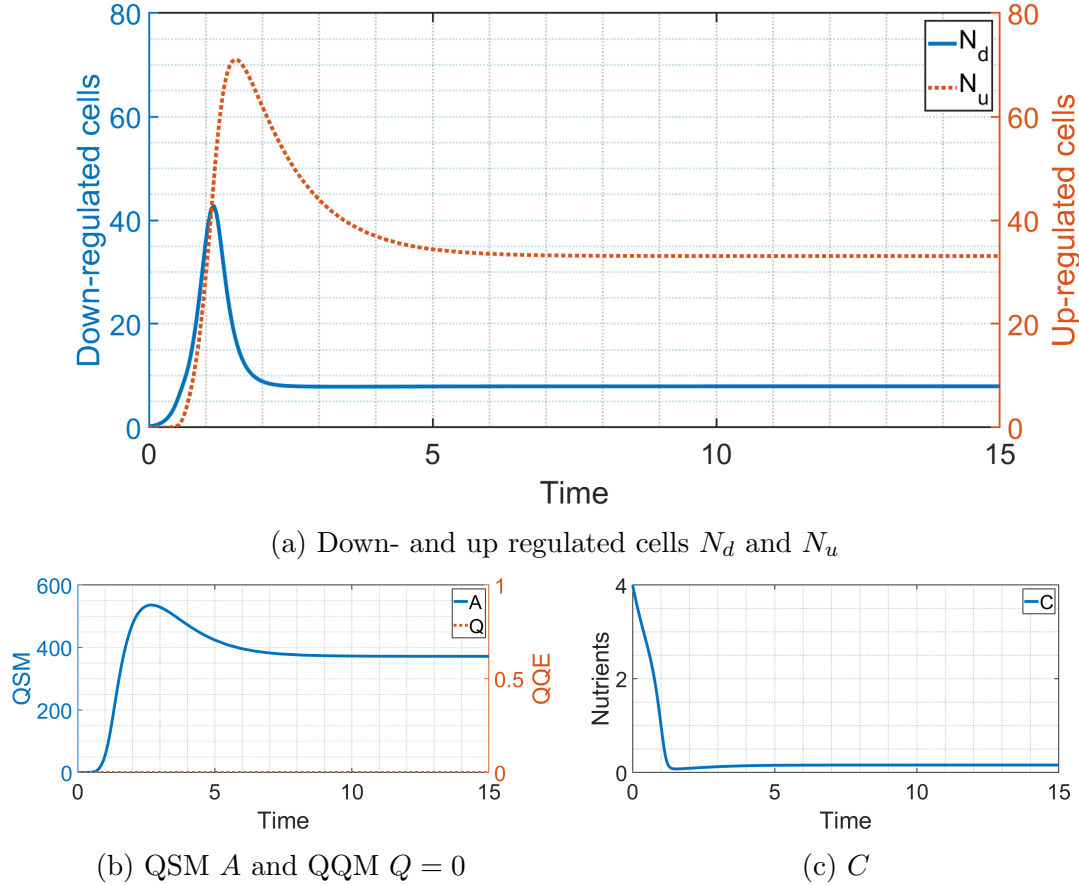 80
60
40
20
0
Down-regulated cells
N_d
N_u
80
60
40
20
0
Up-regulated cells
0 5 10 15
Time
(a) Down- and up regulated cells N_d and N_u
600
400
200
0
QSM
A
Q
1
0.5
0
QQE
0 5 10 15
Time
(b) QSM A and QQM Q = 0
4
2
0
Nutrients
C
0 5 10 15
Time
(c) C